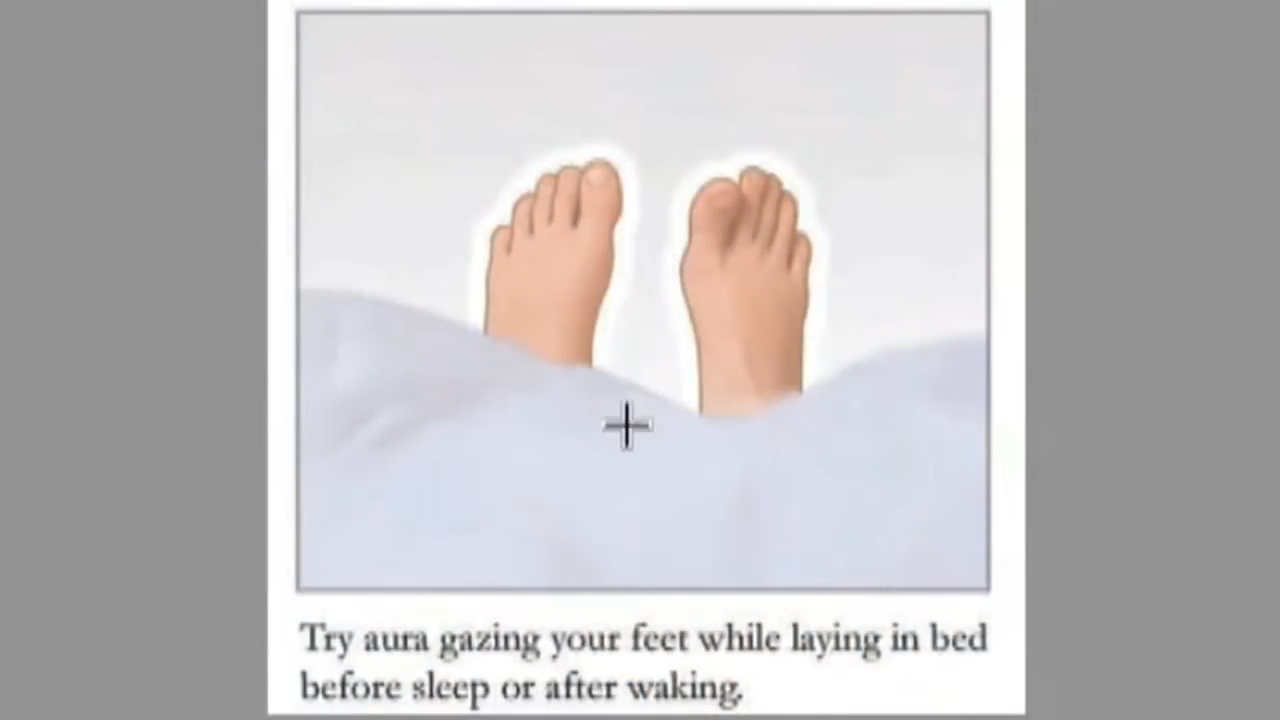 Try aura gazing your feet while laying in bed
before sleep or after waking.